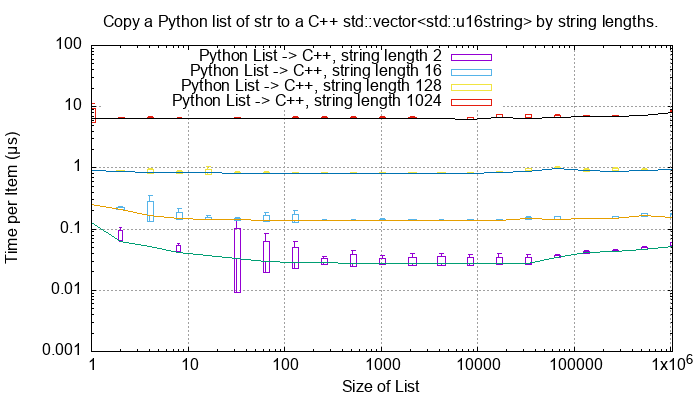 Copy a Python list of str to a C++ std::vector<std::u16string> by string lengths.
100
10
1
0.1
0.01
0.001
Time per Item (µs)
Python List -> C++, string length 2
Python List -> C++, string length 16
Python List -> C++, string length 128
Python List -> C++, string length 1024
1 10 100 1000 10000 100000 1x10⁶
Size of List